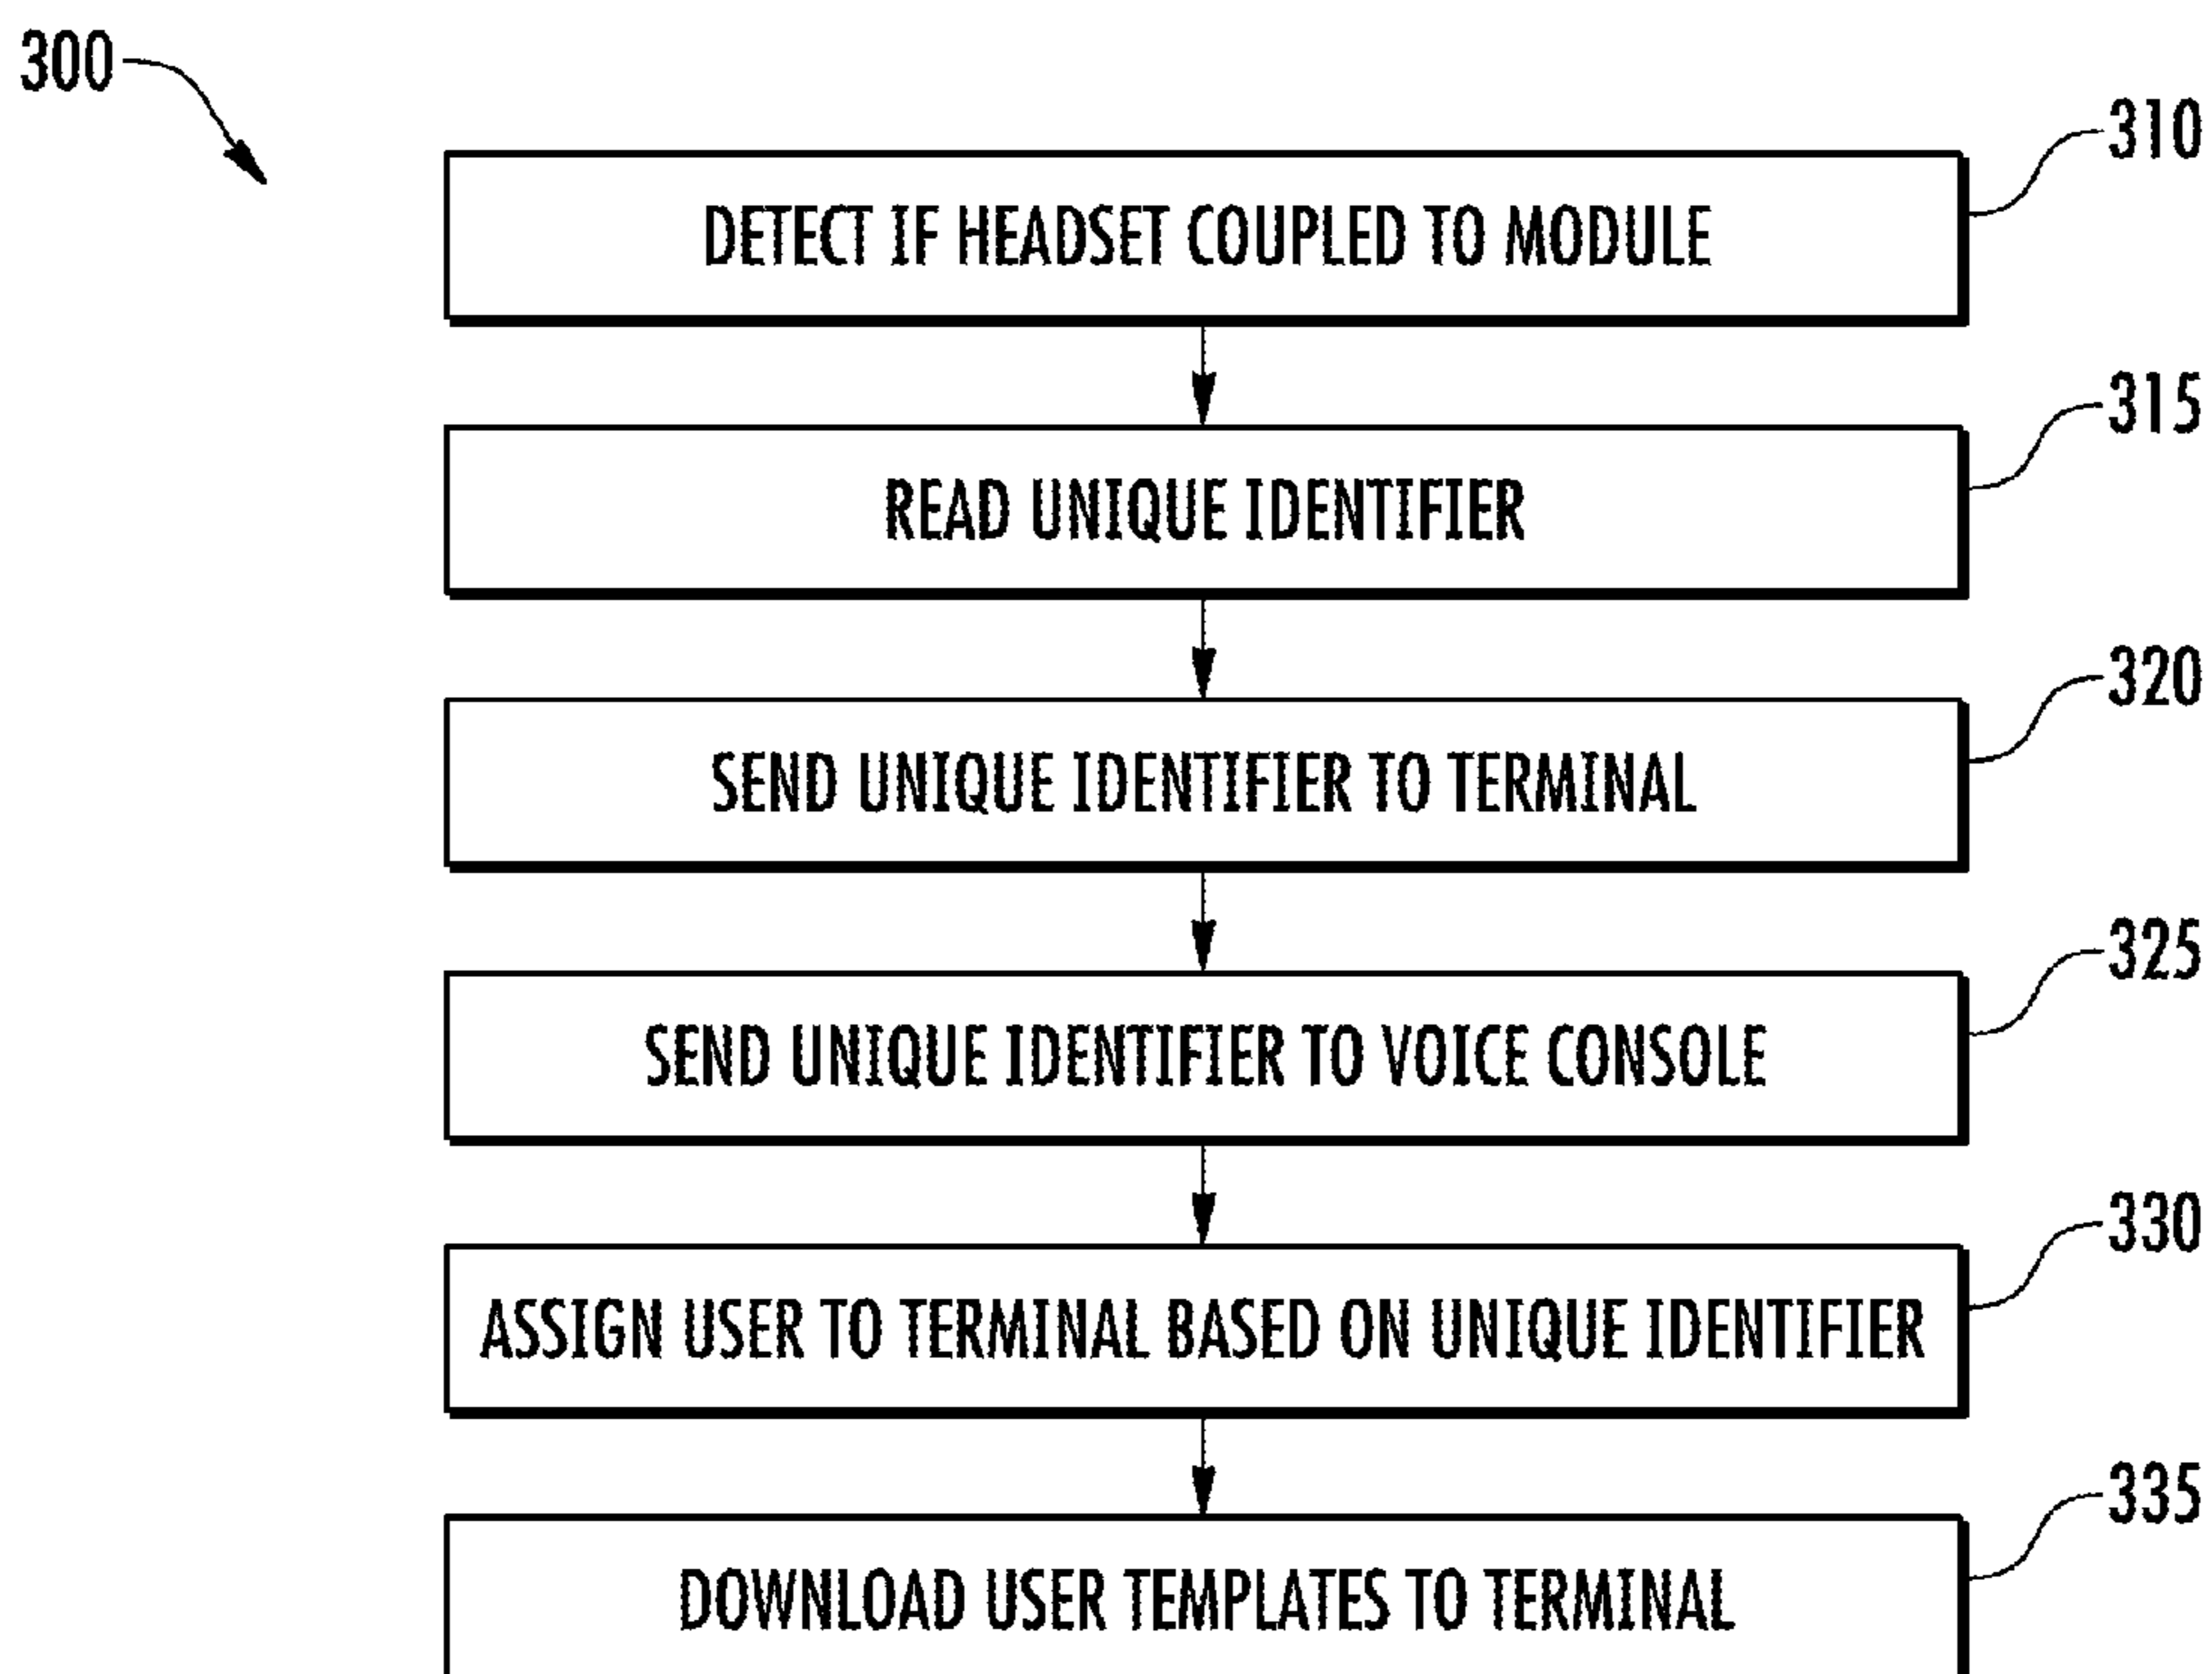 300
310
DETECT IF HEADSET COUPLED TO MODULE
315
READ UNIQUE IDENTIFIER
320
SEND UNIQUE IDENTIFIER TO TERMINAL
325
SEND UNIQUE IDENTIFIER TO VOICE CONSOLE
330
ASSIGN USER TO TERMINAL BASED ON UNIQUE IDENTIFIER
335
DOWNLOAD USER TEMPLATES TO TERMINAL